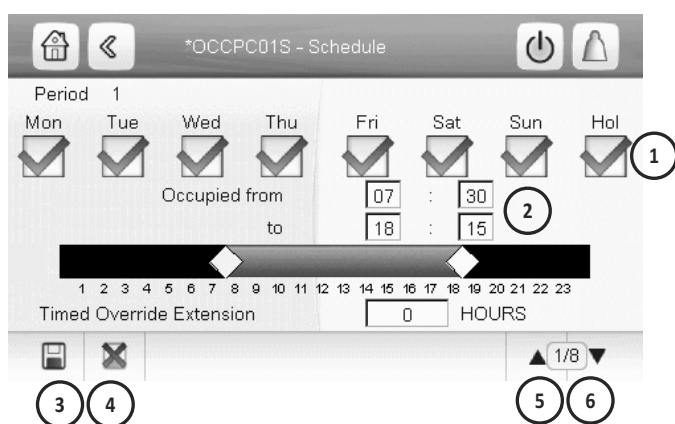 *OCCPC01S - Schedule
Period 1
Mon Tue Wed Thu Fri Sat Sun Hol
1
Occupied from 07 : 30
2
to 18 : 15
1 2 3 4 5 6 7 8 9 10 11 12 13 14 15 16 17 18 19 20 21 22 23
Timed Override Extension 0 HOURS
1/8
3 4 5 6